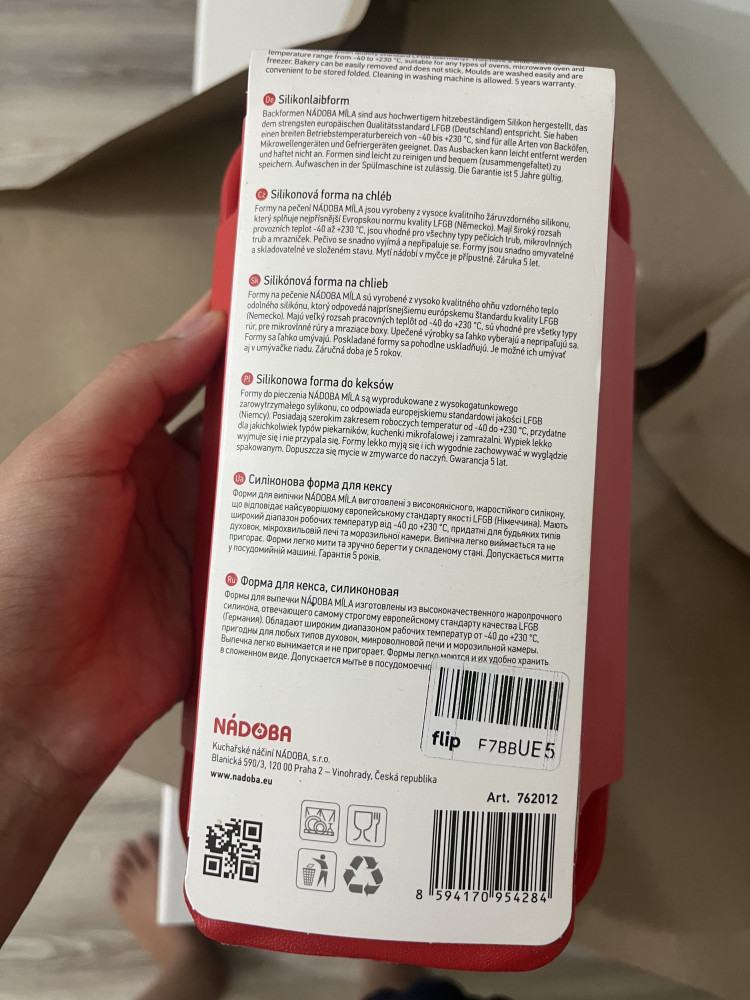 temperature range from -40 to +230 °C, suitable for any types of ovens, microwave oven and
freezer. Bakery can be easily removed and does not stick. Moulds are washed easily and are
convenient to be stored folded. Cleaning in washing machine is allowed. 5 years warranty.
De Silikonlaibform
Backformen NÁDOBA MÍLA sind aus hochwertigem hitzebeständigem Silikon hergestellt, das
dem strengsten europäischen Qualitätsstandard LFGB (Deutschland) entspricht. Sie haben
einen breiten Betriebstemperaturbereich von -40 bis +230 °C, sind für alle Arten von Backöfen,
Mikrowellengeräten und Gefriergeräten geeignet. Das Ausbacken kann leicht entfernt werden
und haftet nicht an. Formen sind leicht zu reinigen und bequem (zusammengefaltet) zu
speichern. Aufwaschen in der Spülmaschine ist zulässig. Die Garantie ist 5 Jahre gültig.
Cz Silikonová forma na chléb
Formy na pečení NÁDOBA MÍLA jsou vyrobeny z vysoce kvalitního žáruvzdorného silikonu,
který splňuje nejpřísnější Evropskou normu kvality LFGB (Německo). Mají široký rozsah
provozních teplot -40 až +230 °C, jsou vhodné pro všechny typy pečících trub, mikrovlnných
trub a mrazniček. Pečivo se snadno vyjímá a nepřipaluje se. Formy jsou snadno omyvatelné
a skladovatelné ve složeném stavu. Mytí nádobí v myčce je přípustné. Záruka 5 let.
Sk Silikónová forma na chlieb
Formy na pečenie NÁDOBA MÍLA sú vyrobené z vysoko kvalitného ohňu vzdorného teplo
odolného silikónu, ktorý odpovedá najprísnejšiemu európskemu štandardu kvality LFGB
(Nemecko). Majú veľký rozsah pracovných teplôt od -40 do +230 °C, sú vhodné pre všetky typy
rúr, pre mikrovlnné rúry a mraziace boxy. Upečené výrobky sa ľahko vyberajú a nepripaľujú sa.
Formy sa ľahko umývajú. Poskladané formy sa pohodlne uskladňujú. Je možné ich umývať
aj v umývačke riadu. Záručná doba je 5 rokov.
Pl Silikonowa forma do keksów
Formy do pieczenia NÁDOBA MÍLA są wyprodukowane z wysokogatunkowego
żarowytrzymałego sylikonu, co odpowiada europejskiemu standardowi jakości LFGB
(Niemcy). Posiadają szerokim zakresem roboczych temperatur od -40 do +230 °C, przydatne
dla jakichkolwiek typów piekarników, kuchenki mikrofalowej i zamrażalni. Wypiek lekko
wyjmuje się i nie przypala się. Formy lekko myją się i ich wygodnie zachowywać w wyglądzie
spakowanym. Dopuszcza się mycie w zmywarce do naczyń. Gwarancja 5 lat.
Ua Силіконова форма для кексу
Форми для випічки NÁDOBA MÍLA виготовлені з високоякісного, жаростійкого силікону,
що відповідає найсуворішому європейському стандарту якості LFGB (Німеччина). Мають
широкий діапазон робочих температур від -40 до +230 °C, придатні для будьяких типів
духовок, мікрохвильовій печі та морозильної камери. Випічка легко виймається та не
пригорає. Форми легко мити та зручно берегти у складеному стані. Допускається миття
у посудомийній машині. Гарантія 5 років.
Ru Форма для кекса, силиконовая
Формы для выпечки NÁDOBA MÍLA изготовлены из высококачественного жаропрочного
силикона, отвечающего самому строгому европейскому стандарту качества LFGB
(Германия). Обладают широким диапазоном рабочих температур от -40 до +230 °C,
пригодны для любых типов духовок, микроволновой печи и морозильной камеры.
Выпечка легко вынимается и не пригорает. Формы легко моются и их удобно хранить
в сложенном виде. Допускается мытье в посудомоечно
flip F7BBUE5
NÁDOBA
Kuchařské náčiní NÁDOBA, s.r.o.
Blanická 590/3, 120 00 Praha 2 – Vinohrady, Česká republika
www.nadoba.eu
Art. 762012
8 594170 954284